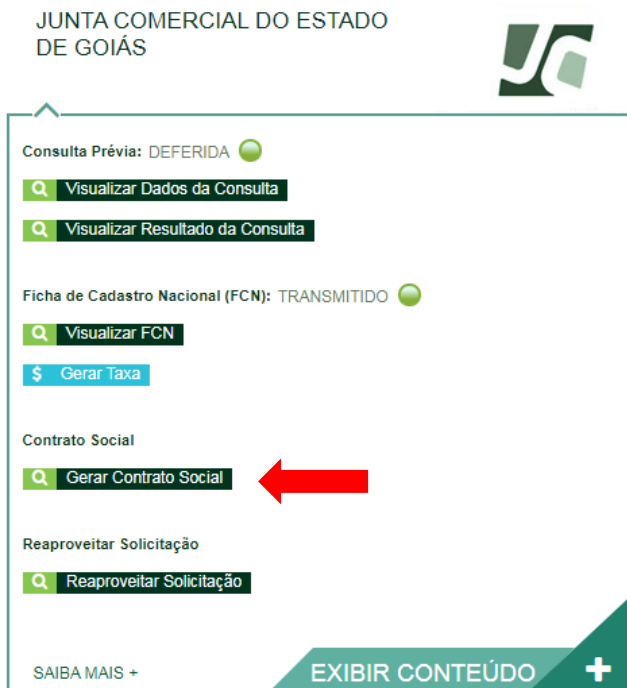 JUNTA COMERCIAL DO ESTADO
DE GOIÁS
Consulta Prévia: DEFERIDA
Visualizar Dados da Consulta
Visualizar Resultado da Consulta
Ficha de Cadastro Nacional (FCN): TRANSMITIDO
Visualizar FCN
$ Gerar Taxa
Contrato Social
Gerar Contrato Social
Reaproveitar Solicitação
Reaproveitar Solicitação
SAIBA MAIS +
EXIBIR CONTEÚDO +